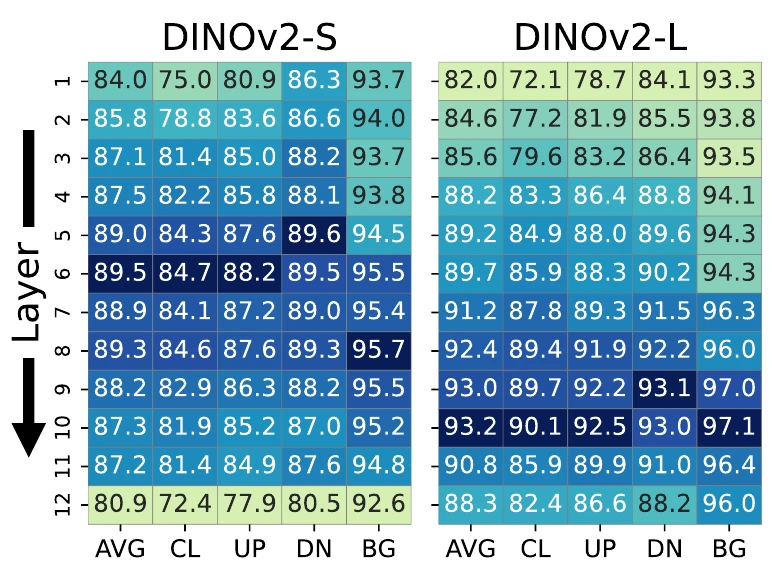 DINOv2-S DINOv2-L
1 84.0 75.0 80.9 86.3 93.7 82.0 72.1 78.7 84.1 93.3
2 85.8 78.8 83.6 86.6 94.0 84.6 77.2 81.9 85.5 93.8
3 87.1 81.4 85.0 88.2 93.7 85.6 79.6 83.2 86.4 93.5
4 87.5 82.2 85.8 88.1 93.8 88.2 83.3 86.4 88.8 94.1
5 89.0 84.3 87.6 89.6 94.5 89.2 84.9 88.0 89.6 94.3
6 89.5 84.7 88.2 89.5 95.5 89.7 85.9 88.3 90.2 94.3
7 88.9 84.1 87.2 89.0 95.4 91.2 87.8 89.3 91.5 96.3
8 89.3 84.6 87.6 89.3 95.7 92.4 89.4 91.9 92.2 96.0
9 88.2 82.9 86.3 88.2 95.5 93.0 89.7 92.2 93.1 97.0
10 87.3 81.9 85.2 87.0 95.2 93.2 90.1 92.5 93.0 97.1
11 87.2 81.4 84.9 87.6 94.8 90.8 85.9 89.9 91.0 96.4
12 80.9 72.4 77.9 80.5 92.6 88.3 82.4 86.6 88.2 96.0
AVG CL UP DN BG AVG CL UP DN BG
Layer